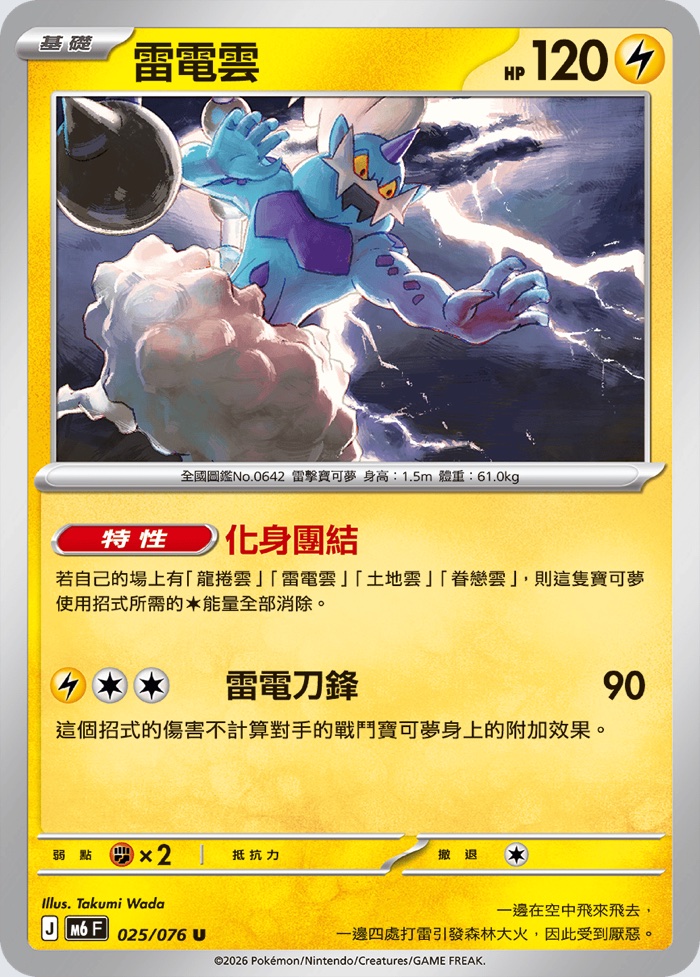 基礎
雷電雲
HP 120
全國圖鑑No.0642 雷擊寶可夢 身高：1.5m 體重：61.0kg
特性 化身團結
若自己的場上有「龍捲雲」「雷電雲」「土地雲」「眷戀雲」，則這隻寶可夢
使用招式所需的能量全部消除。
雷電刀鋒 90
這個招式的傷害不計算對手的戰鬥寶可夢身上的附加效果。
弱點 ×2 抵抗力 撤退
Illus. Takumi Wada
J M6 F 025/076 U
一邊在空中飛來飛去，
一邊四處打雷引發森林大火，因此受到厭惡。
©2026 Pokémon/Nintendo/Creatures/GAME FREAK.